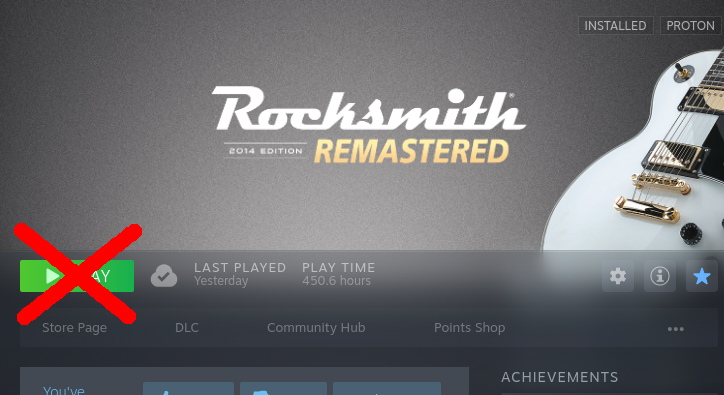 INSTALLED
PROTON
Rocksmith®
2014 EDITION REMASTERED
LAST PLAYED
PLAY TIME
Yesterday
450.6 hours
Store Page
DLC
Community Hub
Points Shop
ACHIEVEMENTS
You've